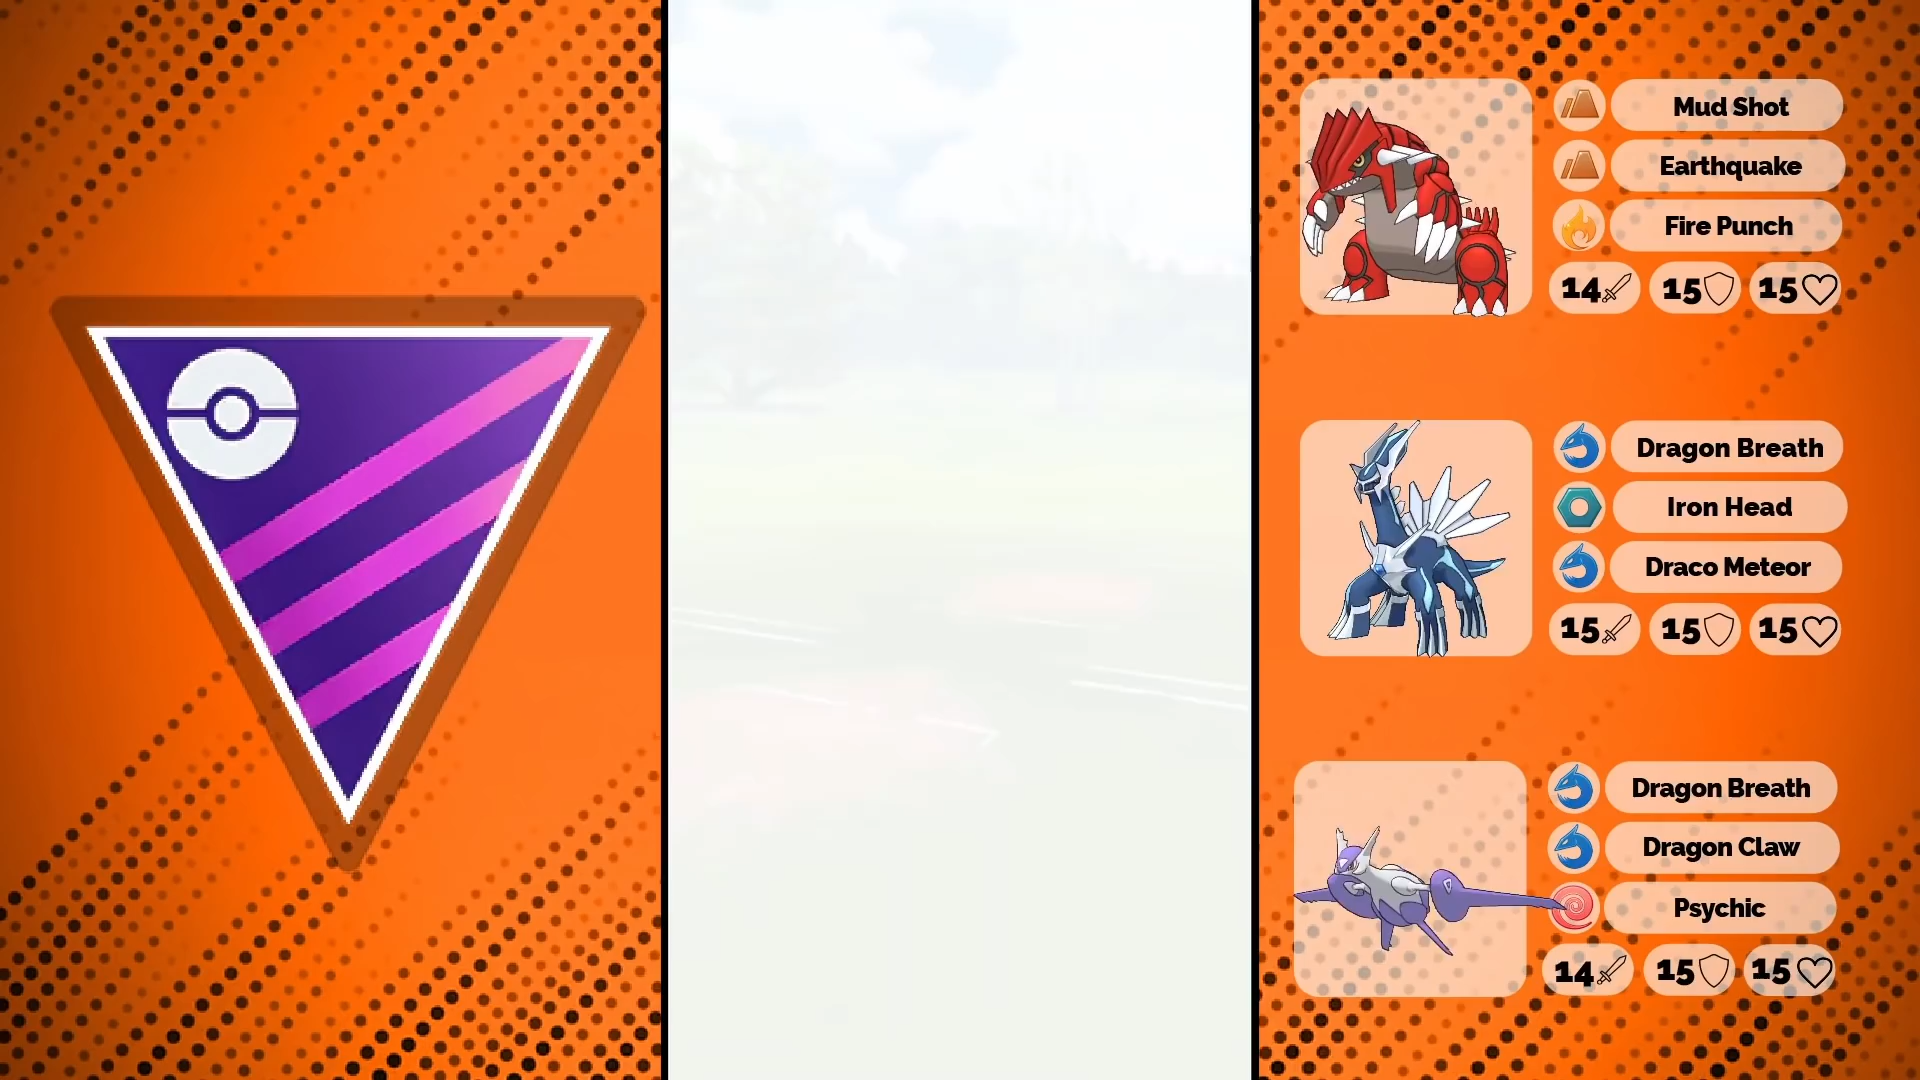 Mud Shot
Earthquake
Fire Punch
14 15 15
Dragon Breath
Iron Head
Draco Meteor
15 15 15
Dragon Breath
Dragon Claw
Psychic
14 15 15